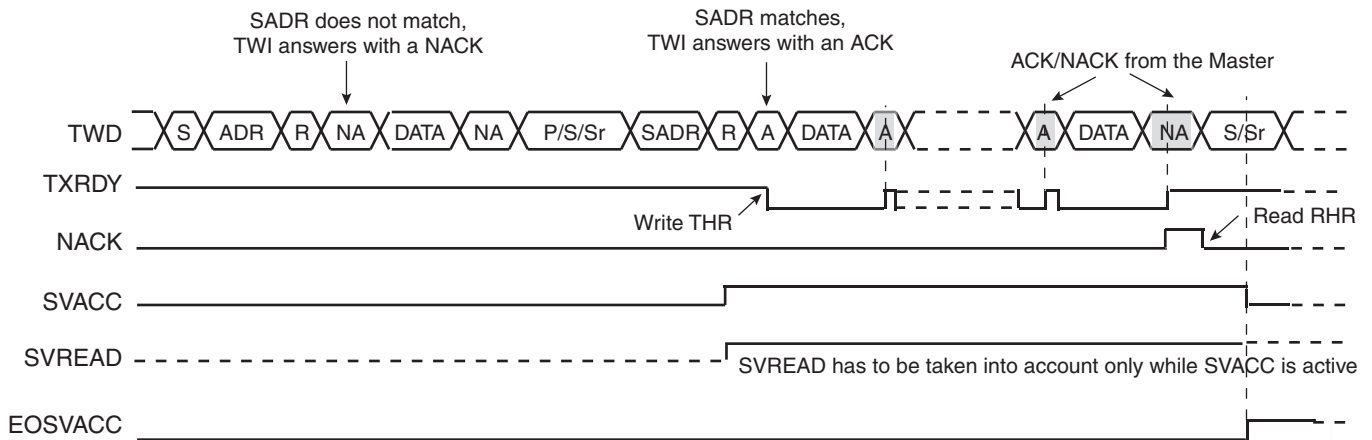 SADR does not match,
TWI answers with a NACK
SADR matches,
TWI answers with an ACK
ACK/NACK from the Master
TWD S ADR R NA DATA NA P/S/Sr SADR R A DATA A A DATA NA S/Sr
TXRDY
Write THR
Read RHR
NACK
SVACC
SVREAD
SVREAD has to be taken into account only while SVACC is active
EOSVACC